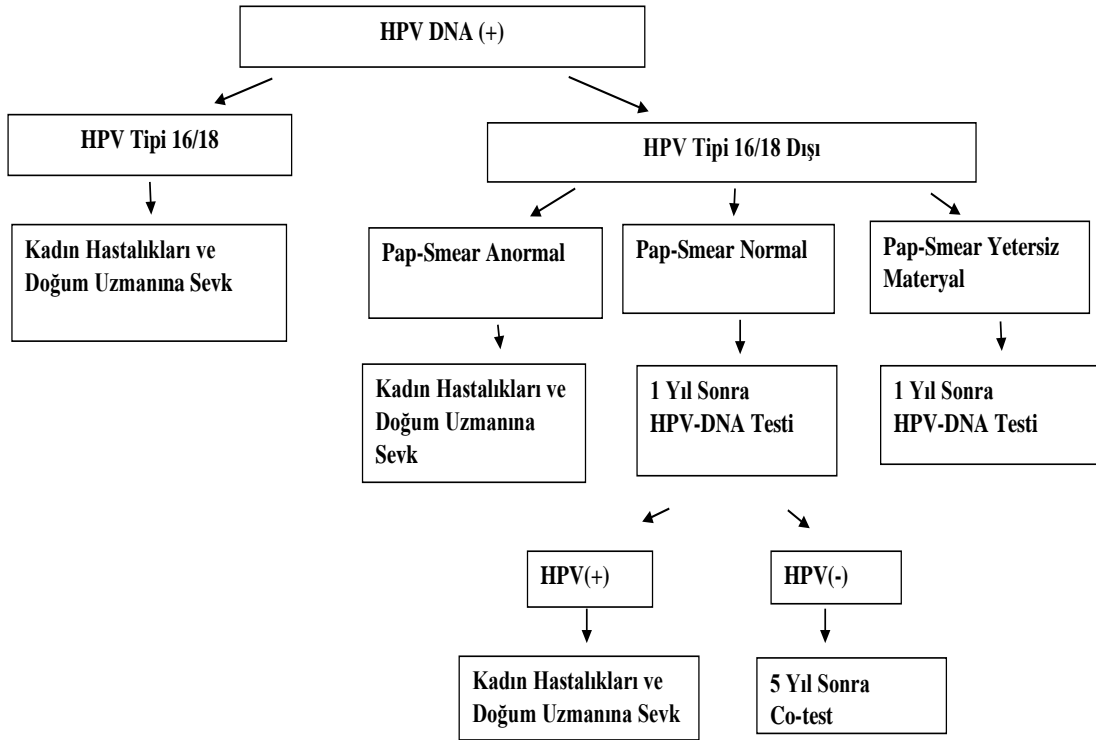 HPV DNA (+)
HPV Tipi 16/18
HPV Tipi 16/18 Dışı
Kadın Hastalıkları ve
Doğum Uzmanına Sevk
Pap-Smear Anormal
Pap-Smear Normal
Pap-Smear Yetersiz
Materyal
Kadın Hastalıkları ve
Doğum Uzmanına
Sevk
1 Yıl Sonra
HPV-DNA Testi
1 Yıl Sonra
HPV-DNA Testi
HPV(+)
HPV(-)
Kadın Hastalıkları ve
Doğum Uzmanına Sevk
5 Yıl Sonra
Co-test